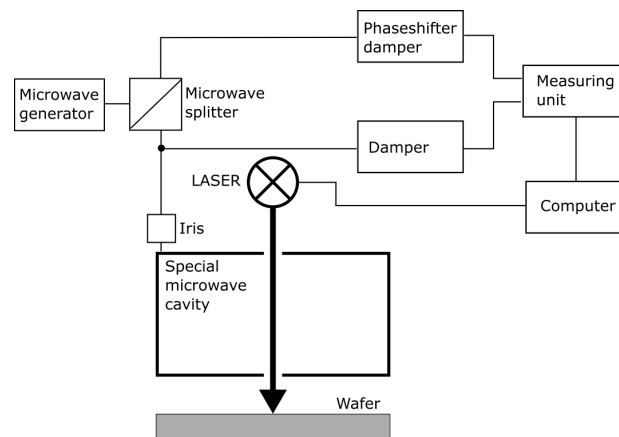 Phaseshifter
damper
Microwave
generator
Microwave
splitter
Measuring
unit
Damper
LASER
Computer
Iris
Special
microwave
cavity
Wafer